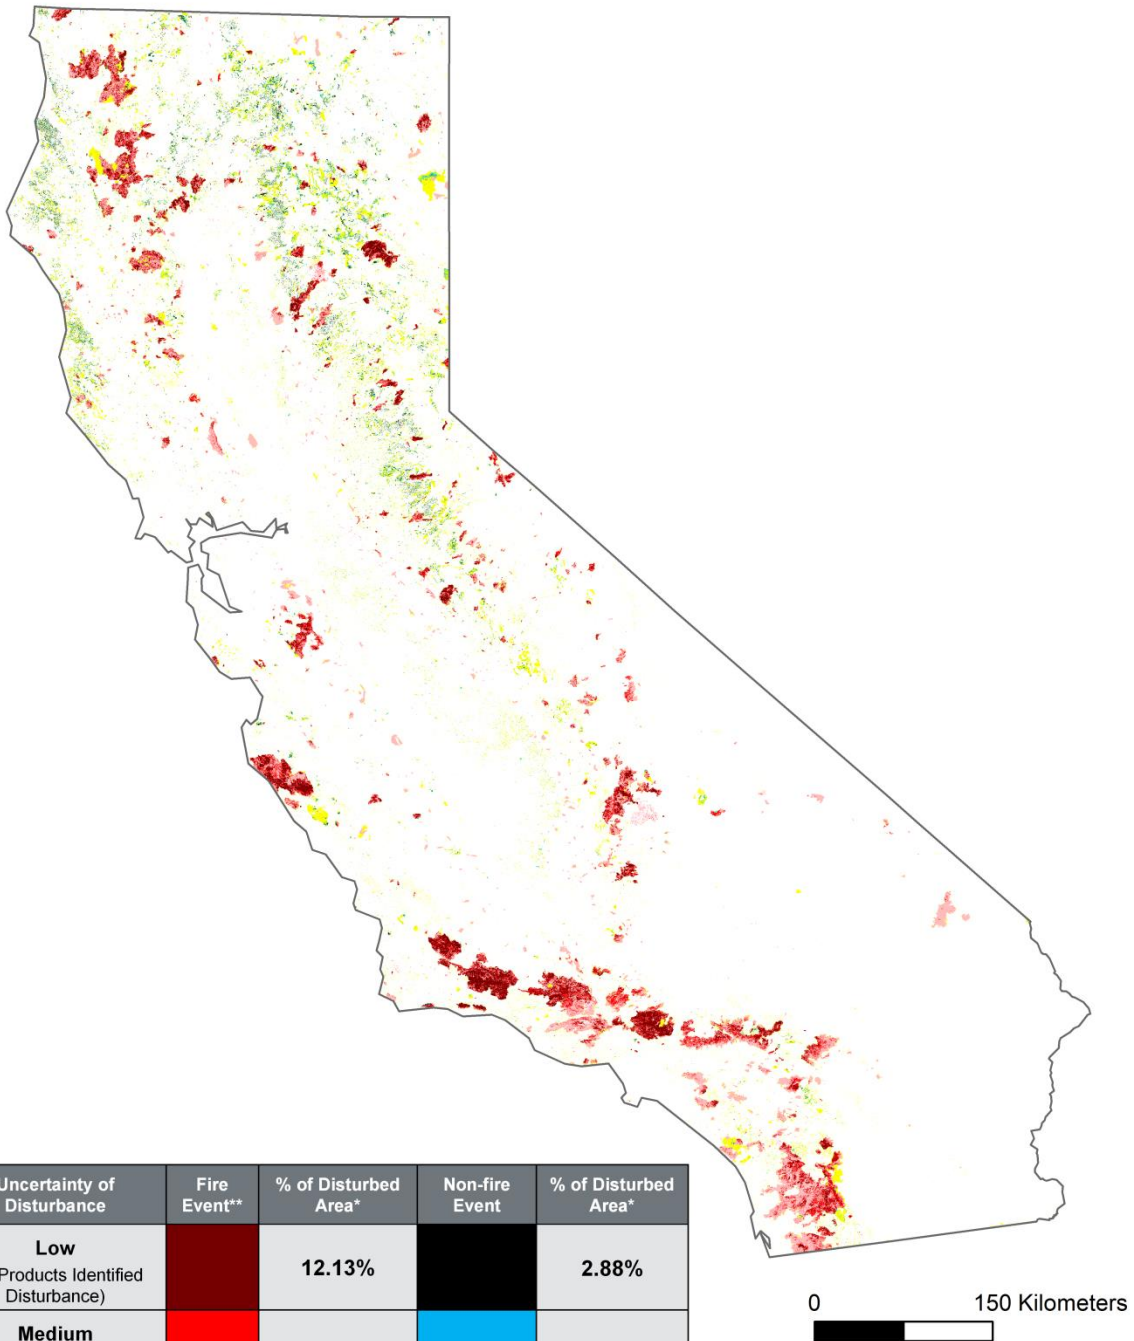 Uncertainty of Disturbance
Fire Event**
% of Disturbed Area*
Non-fire Event
% of Disturbed Area*
Low
Products Identified
Disturbance)
12.13%
2.88%
Medium
0 150 Kilometers